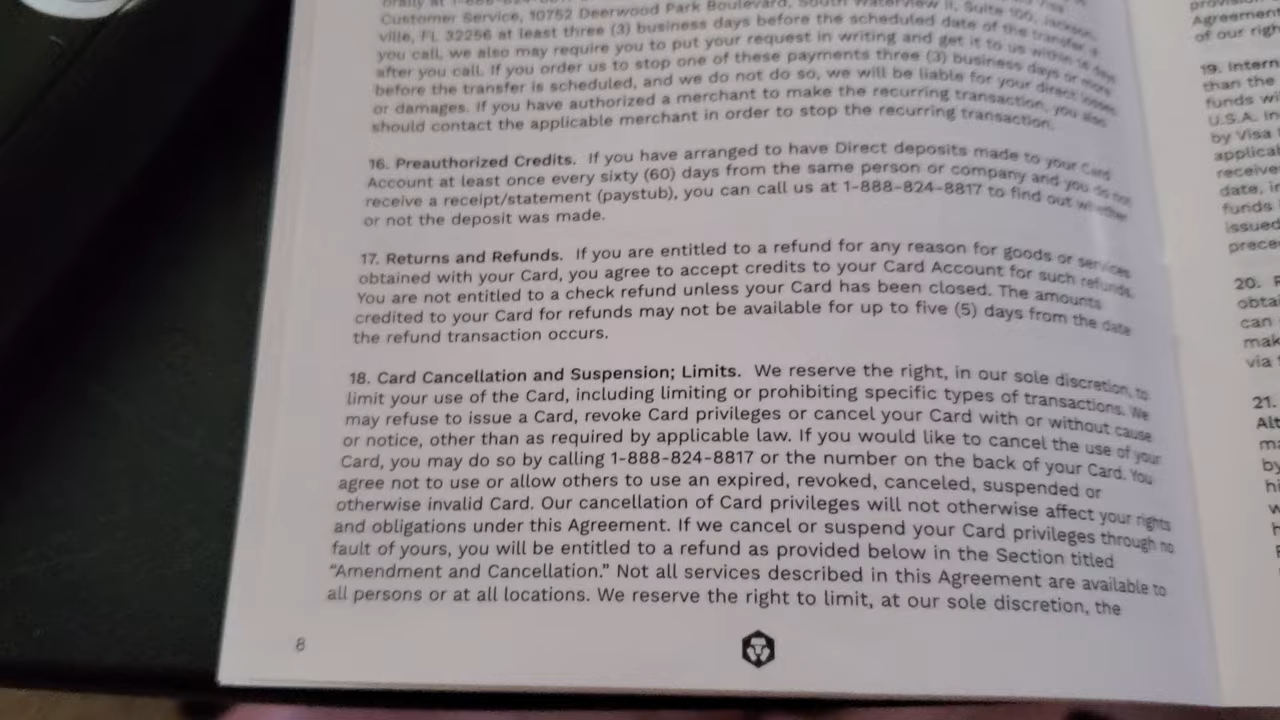 orally at 1-888-824-8817
Customer Service, 10752 Deerwood Park Boulevard, South Waterview II, Suite 100, Jackson-
ville, FL 32256 at least three (3) business days before the scheduled date of the transfer. If
you call, we also may require you to put your request in writing and get it to us within 14 days
after you call. If you order us to stop one of these payments three (3) business days or more
before the transfer is scheduled, and we do not do so, we will be liable for your direct losses
or damages. If you have authorized a merchant to make the recurring transaction, you also
should contact the applicable merchant in order to stop the recurring transaction.
16. Preauthorized Credits. If you have arranged to have Direct deposits made to your Card
Account at least once every sixty (60) days from the same person or company and you do not
receive a receipt/statement (paystub), you can call us at 1-888-824-8817 to find out whether
or not the deposit was made.
17. Returns and Refunds. If you are entitled to a refund for any reason for goods or services
obtained with your Card, you agree to accept credits to your Card Account for such refunds.
You are not entitled to a check refund unless your Card has been closed. The amounts
credited to your Card for refunds may not be available for up to five (5) days from the date
the refund transaction occurs.
18. Card Cancellation and Suspension; Limits. We reserve the right, in our sole discretion, to
limit your use of the Card, including limiting or prohibiting specific types of transactions. We
may refuse to issue a Card, revoke Card privileges or cancel your Card with or without cause
or notice, other than as required by applicable law. If you would like to cancel the use of your
Card, you may do so by calling 1-888-824-8817 or the number on the back of your Card. You
agree not to use or allow others to use an expired, revoked, canceled, suspended or
otherwise invalid Card. Our cancellation of Card privileges will not otherwise affect your rights
and obligations under this Agreement. If we cancel or suspend your Card privileges through no
fault of yours, you will be entitled to a refund as provided below in the Section titled
“Amendment and Cancellation.” Not all services described in this Agreement are available to
all persons or at all locations. We reserve the right to limit, at our sole discretion, the
8
Agreement
of our righ
19. Intern
than the
funds wi
U.S.A. In
by Visa
applicab
receive
date, in
funds
issued
prece
20.
obta
can
mak
via
21.
Alt
m
by
hi
w
h